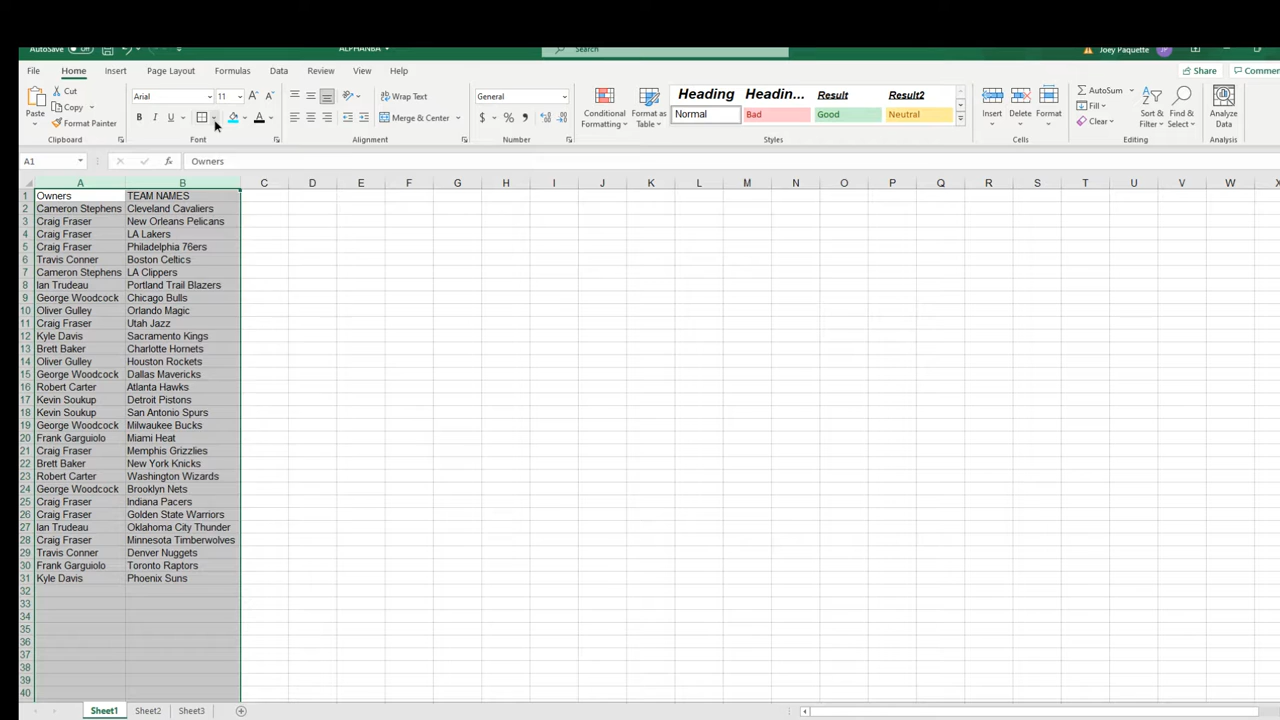 AutoSave Off
ALPHANBA
Search
Joey Paquette JP
File Home Insert Page Layout Formulas Data Review View Help
Share Commen
Paste
Cut
Copy
Format Painter
Clipboard
Arial 11
B I U
Font
Wrap Text
Merge & Center
Alignment
General
$ % ,
Number
Conditional Formatting
Format as Table
Heading Headin... Result Result2
Normal Bad Good Neutral
Styles
Insert Delete Format
Cells
AutoSum
Fill
Clear
Sort & Filter
Find & Select
Editing
Analyze Data
Analysis
A1 fx Owners
A B C D E F G H I J K L M N O P Q R S T U V W X
1 Owners TEAM NAMES
2 Cameron Stephens Cleveland Cavaliers
3 Craig Fraser New Orleans Pelicans
4 Craig Fraser LA Lakers
5 Craig Fraser Philadelphia 76ers
6 Travis Conner Boston Celtics
7 Cameron Stephens LA Clippers
8 Ian Trudeau Portland Trail Blazers
9 George Woodcock Chicago Bulls
10 Oliver Gulley Orlando Magic
11 Craig Fraser Utah Jazz
12 Kyle Davis Sacramento Kings
13 Brett Baker Charlotte Hornets
14 Oliver Gulley Houston Rockets
15 George Woodcock Dallas Mavericks
16 Robert Carter Atlanta Hawks
17 Kevin Soukup Detroit Pistons
18 Kevin Soukup San Antonio Spurs
19 George Woodcock Milwaukee Bucks
20 Frank Garguiolo Miami Heat
21 Craig Fraser Memphis Grizzlies
22 Brett Baker New York Knicks
23 Robert Carter Washington Wizards
24 George Woodcock Brooklyn Nets
25 Craig Fraser Indiana Pacers
26 Craig Fraser Golden State Warriors
27 Ian Trudeau Oklahoma City Thunder
28 Craig Fraser Minnesota Timberwolves
29 Travis Conner Denver Nuggets
30 Frank Garguiolo Toronto Raptors
31 Kyle Davis Phoenix Suns
32
33
34
35
36
37
38
39
40
Sheet1 Sheet2 Sheet3